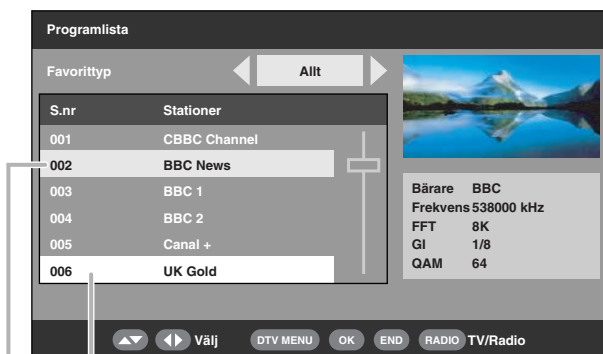 Programlista
Favorittyp Allt
S.nr Stationer
001 CBBC Channel
002 BBC News
003 BBC 1
004 BBC 2
005 Canal +
006 UK Gold
Bärare BBC
Frekvens 538000 kHz
FFT 8K
GI 1/8
QAM 64
Välj DTV MENU OK END RADIO TV/Radio